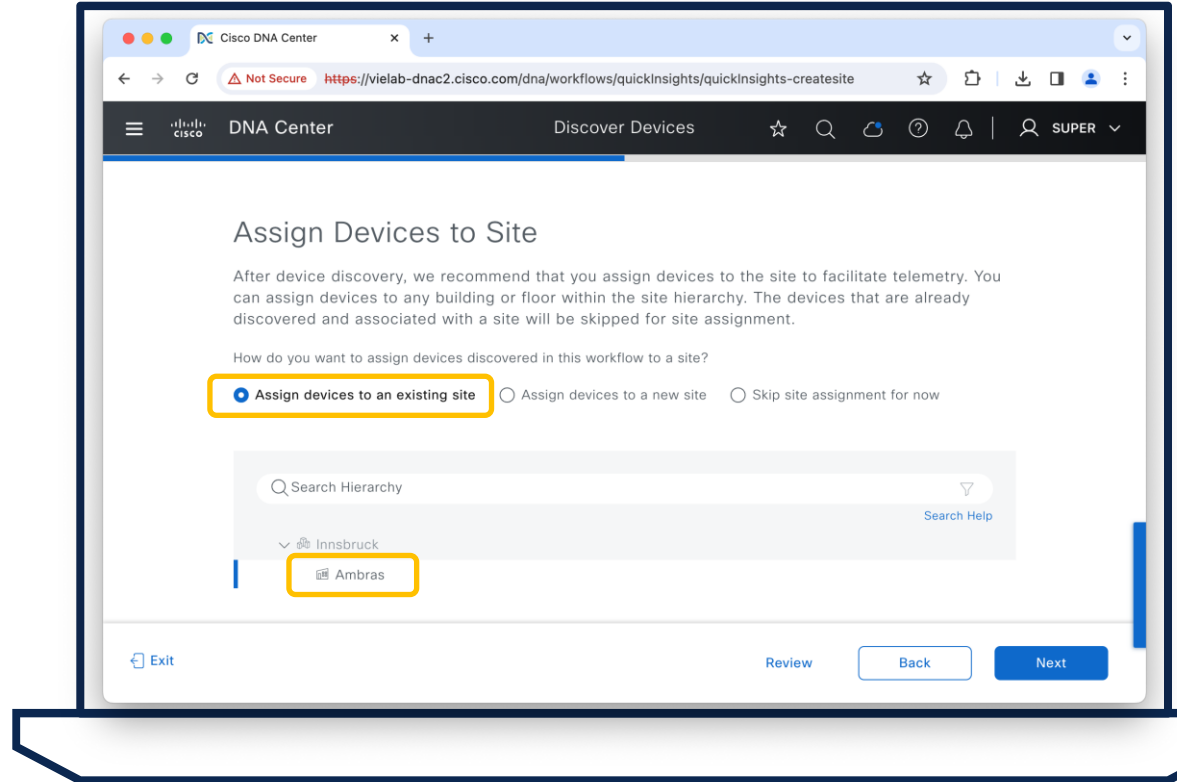 Cisco DNA Center
Not Secure https://vielab-dnac2.cisco.com/dna/workflows/quickInsights/quickInsights-createsite
cisco DNA Center Discover Devices SUPER
Assign Devices to Site
After device discovery, we recommend that you assign devices to the site to facilitate telemetry. You
can assign devices to any building or floor within the site hierarchy. The devices that are already
discovered and associated with a site will be skipped for site assignment.
How do you want to assign devices discovered in this workflow to a site?
Assign devices to an existing site Assign devices to a new site Skip site assignment for now
Search Hierarchy
Search Help
Innsbruck
Ambras
Exit Review Back Next